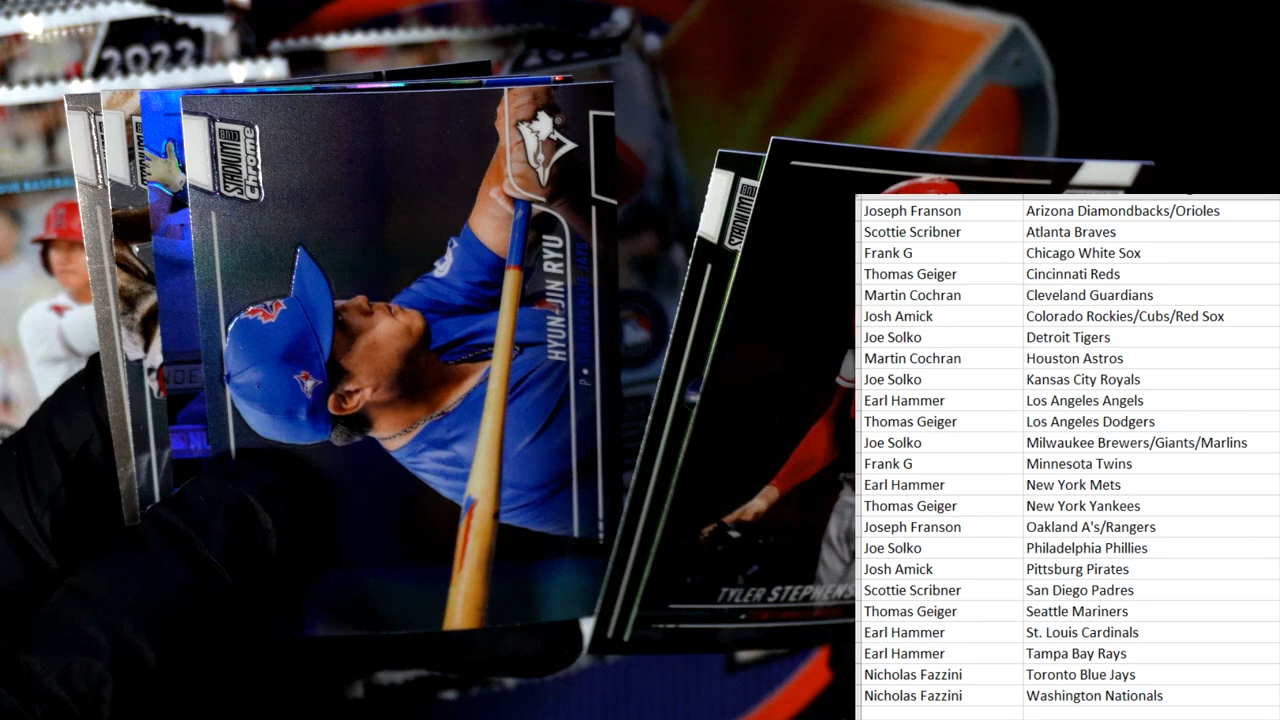 2022
STADIUM CLUB
Chrome
HYUN-JIN RYU
P • TORONTO BLUE JAYS
STADIUM
TYLER STEPHENS
Joseph Franson Arizona Diamondbacks/Orioles
Scottie Scribner Atlanta Braves
Frank G Chicago White Sox
Thomas Geiger Cincinnati Reds
Martin Cochran Cleveland Guardians
Josh Amick Colorado Rockies/Cubs/Red Sox
Joe Solko Detroit Tigers
Martin Cochran Houston Astros
Joe Solko Kansas City Royals
Earl Hammer Los Angeles Angels
Thomas Geiger Los Angeles Dodgers
Joe Solko Milwaukee Brewers/Giants/Marlins
Frank G Minnesota Twins
Earl Hammer New York Mets
Thomas Geiger New York Yankees
Joseph Franson Oakland A's/Rangers
Joe Solko Philadelphia Phillies
Josh Amick Pittsburg Pirates
Scottie Scribner San Diego Padres
Thomas Geiger Seattle Mariners
Earl Hammer St. Louis Cardinals
Earl Hammer Tampa Bay Rays
Nicholas Fazzini Toronto Blue Jays
Nicholas Fazzini Washington Nationals